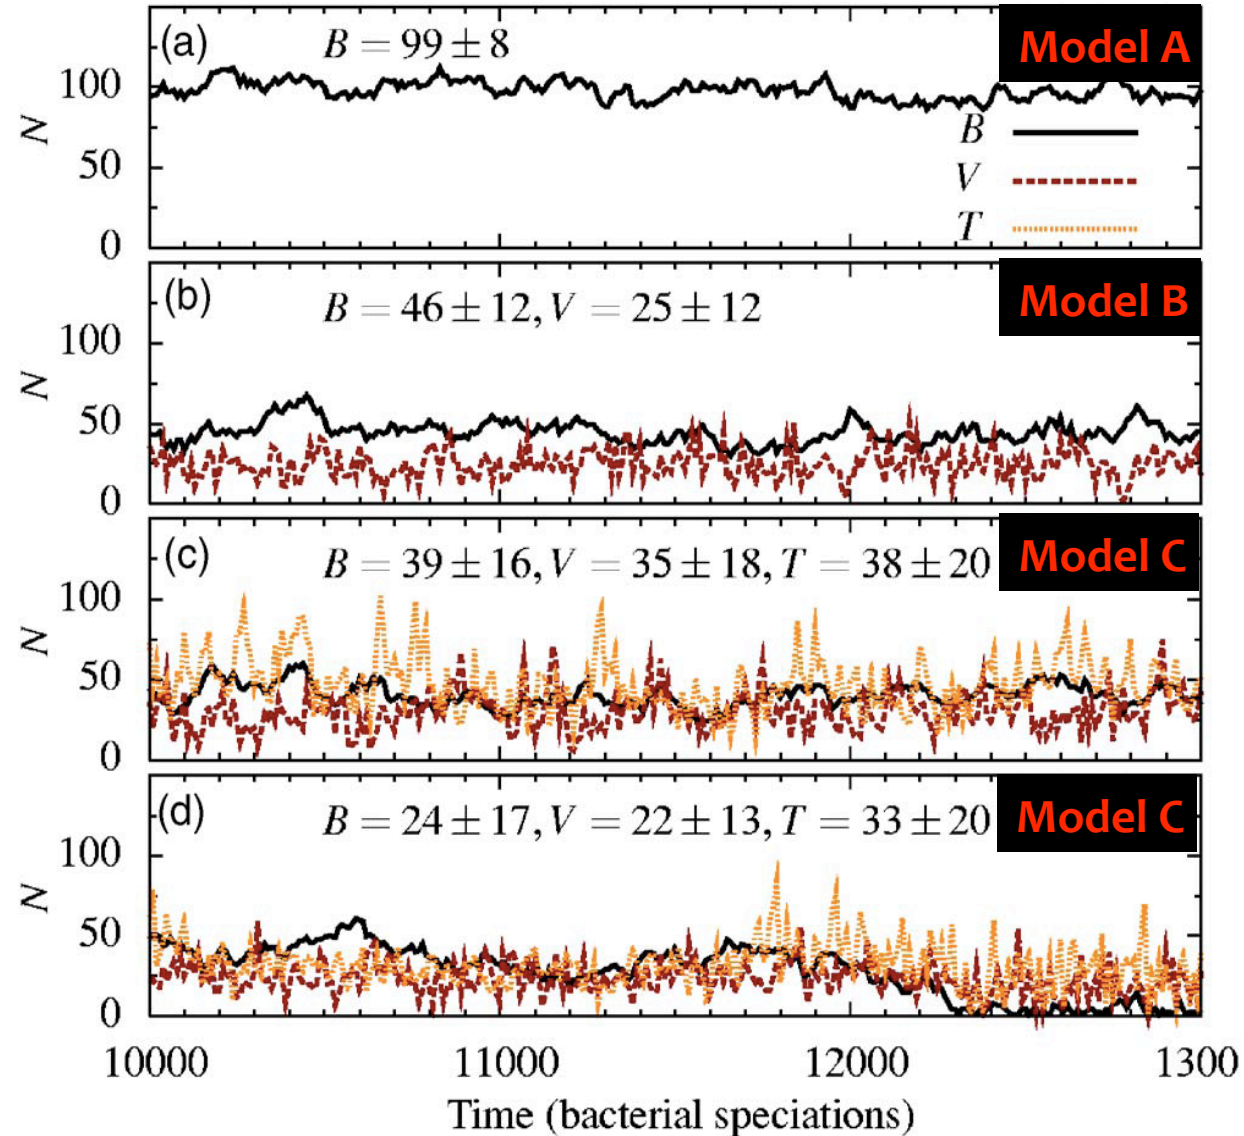 (a) B = 99 ± 8 Model A
N
100
50
0
B
V
T
(b) B = 46 ± 12, V = 25 ± 12 Model B
N
100
50
0
(c) B = 39 ± 16, V = 35 ± 18, T = 38 ± 20 Model C
N
100
50
0
(d) B = 24 ± 17, V = 22 ± 13, T = 33 ± 20 Model C
N
100
50
0
10000 11000 12000 1300
Time (bacterial speciations)